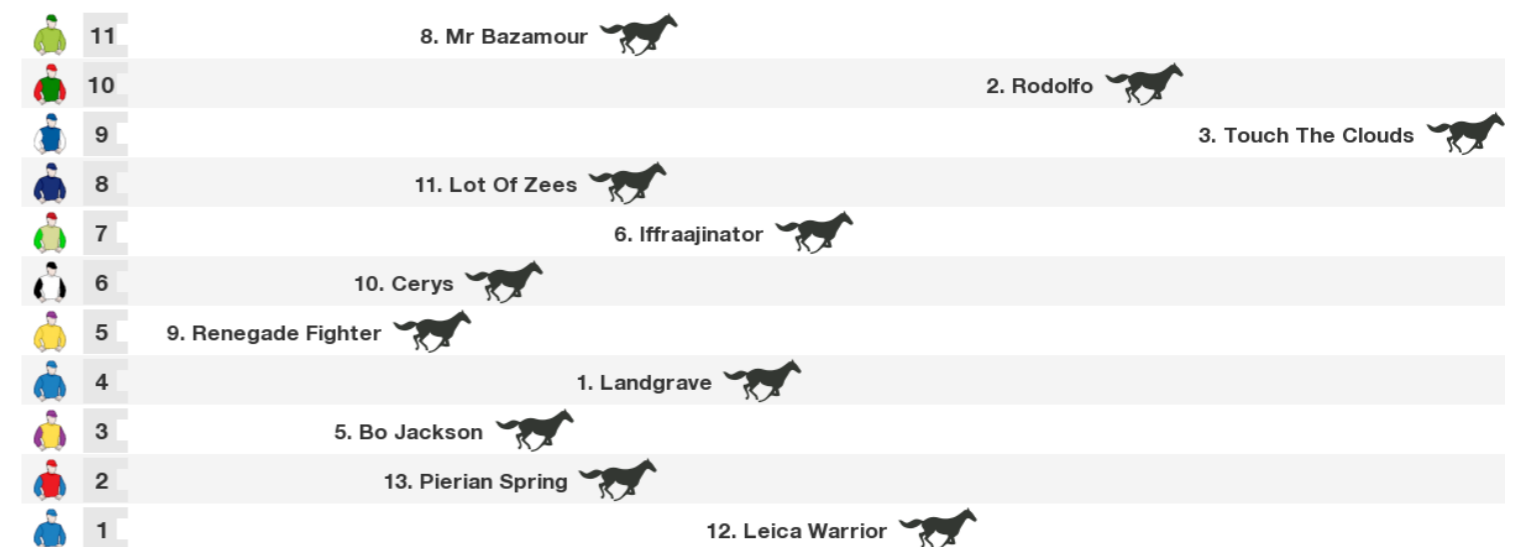 11 8. Mr Bazamour
10 2. Rodolfo
9 3. Touch The Clouds
8 11. Lot Of Zees
7 6. Iffraajinator
6 10. Cerys
5 9. Renegade Fighter
4 1. Landgrave
3 5. Bo Jackson
2 13. Pierian Spring
1 12. Leica Warrior